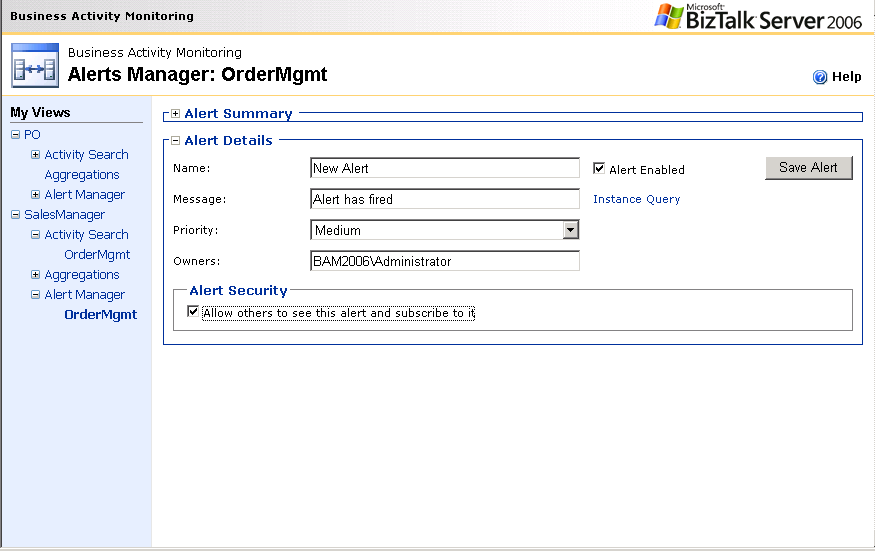 Business Activity Monitoring
Microsoft
BizTalk Server 2006
Business Activity Monitoring
Alerts Manager: OrderMgmt
Help
My Views
PO
Activity Search
Aggregations
Alert Manager
SalesManager
Activity Search
OrderMgmt
Aggregations
Alert Manager
OrderMgmt
Alert Summary
Alert Details
Name: New Alert Alert Enabled Save Alert
Message: Alert has fired Instance Query
Priority: Medium
Owners: BAM2006\Administrator
Alert Security
Allow others to see this alert and subscribe to it